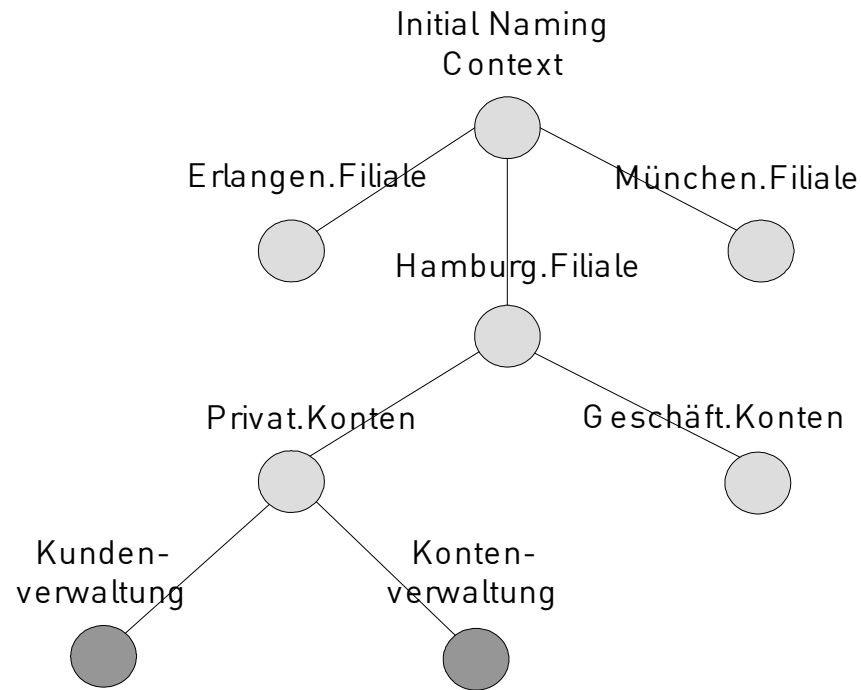 Initial Naming
Context
Erlangen.Filiale
München.Filiale
Hamburg.Filiale
Privat.Konten
Geschäft.Konten
Kunden-
verwaltung
Konten-
verwaltung